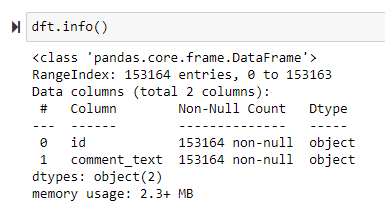 dft.info()
<class 'pandas.core.frame.DataFrame'>
RangeIndex: 153164 entries, 0 to 153163
Data columns (total 2 columns):
 #   Column        Non-Null Count   Dtype
---  ------        --------------   -----
 0   id            153164 non-null  object
 1   comment_text  153164 non-null  object
dtypes: object(2)
memory usage: 2.3+ MB